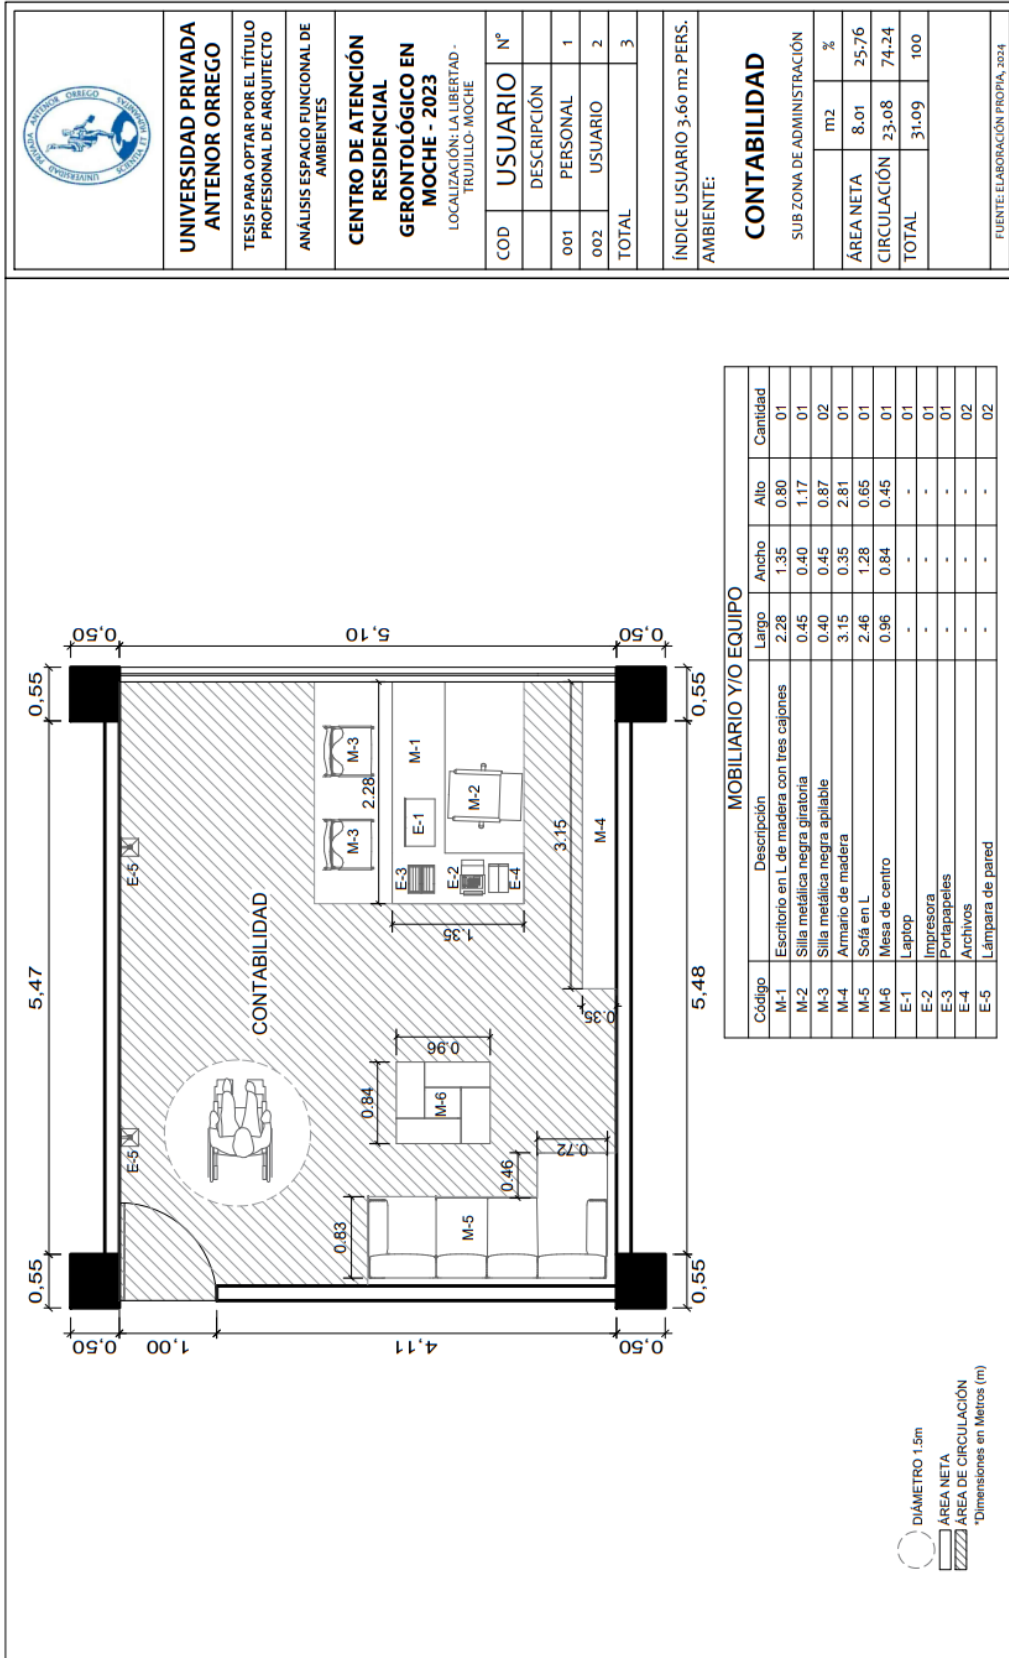 0,55
5,47
0,55
0,50
5,10
0,50
0,50
1,00
4,11
0,50
0,55
5,48
0,55
E-5
E-5
CONTABILIDAD
M-3
M-3
2.28
M-1
E-1
E-3
M-2
E-2
E-4
1.35
3.15
M-4
0.35
0.96
0.84
M-6
0.83
M-5
0.46
0.72
DIÁMETRO 1.5m
ÁREA NETA
ÁREA DE CIRCULACIÓN
*Dimensiones en Metros (m)
MOBILIARIO Y/O EQUIPO
Código Descripción Largo Ancho Alto Cantidad
M-1 Escritorio en L de madera con tres cajones 2.28 1.35 0.80 01
M-2 Silla metálica negra giratoria 0.45 0.40 1.17 01
M-3 Silla metálica negra apilable 0.40 0.45 0.87 02
M-4 Armario de madera 3.15 0.35 2.81 01
M-5 Sofá en L 2.46 1.28 0.65 01
M-6 Mesa de centro 0.96 0.84 0.45 01
E-1 Laptop - - - 01
E-2 Impresora - - - 01
E-3 Portapapeles - - - 01
E-4 Archivos - - - 02
E-5 Lámpara de pared - - - 02
UNIVERSIDAD PRIVADA
ANTENOR ORREGO
TESIS PARA OPTAR POR EL TÍTULO
PROFESIONAL DE ARQUITECTO
ANÁLISIS ESPACIO FUNCIONAL DE
AMBIENTES
CENTRO DE ATENCIÓN
RESIDENCIAL
GERONTOLÓGICO EN
MOCHE - 2023
LOCALIZACIÓN: LA LIBERTAD -
TRUJILLO- MOCHE
COD USUARIO N°
DESCRIPCIÓN
001 PERSONAL 1
002 USUARIO 2
TOTAL 3
ÍNDICE USUARIO 3.60 m2 PERS.
AMBIENTE:
CONTABILIDAD
SUB ZONA DE ADMINISTRACIÓN
m2 %
ÁREA NETA 8.01 25.76
CIRCULACIÓN 23.08 74.24
TOTAL 31.09 100
FUENTE: ELABORACIÓN PROPIA, 2024